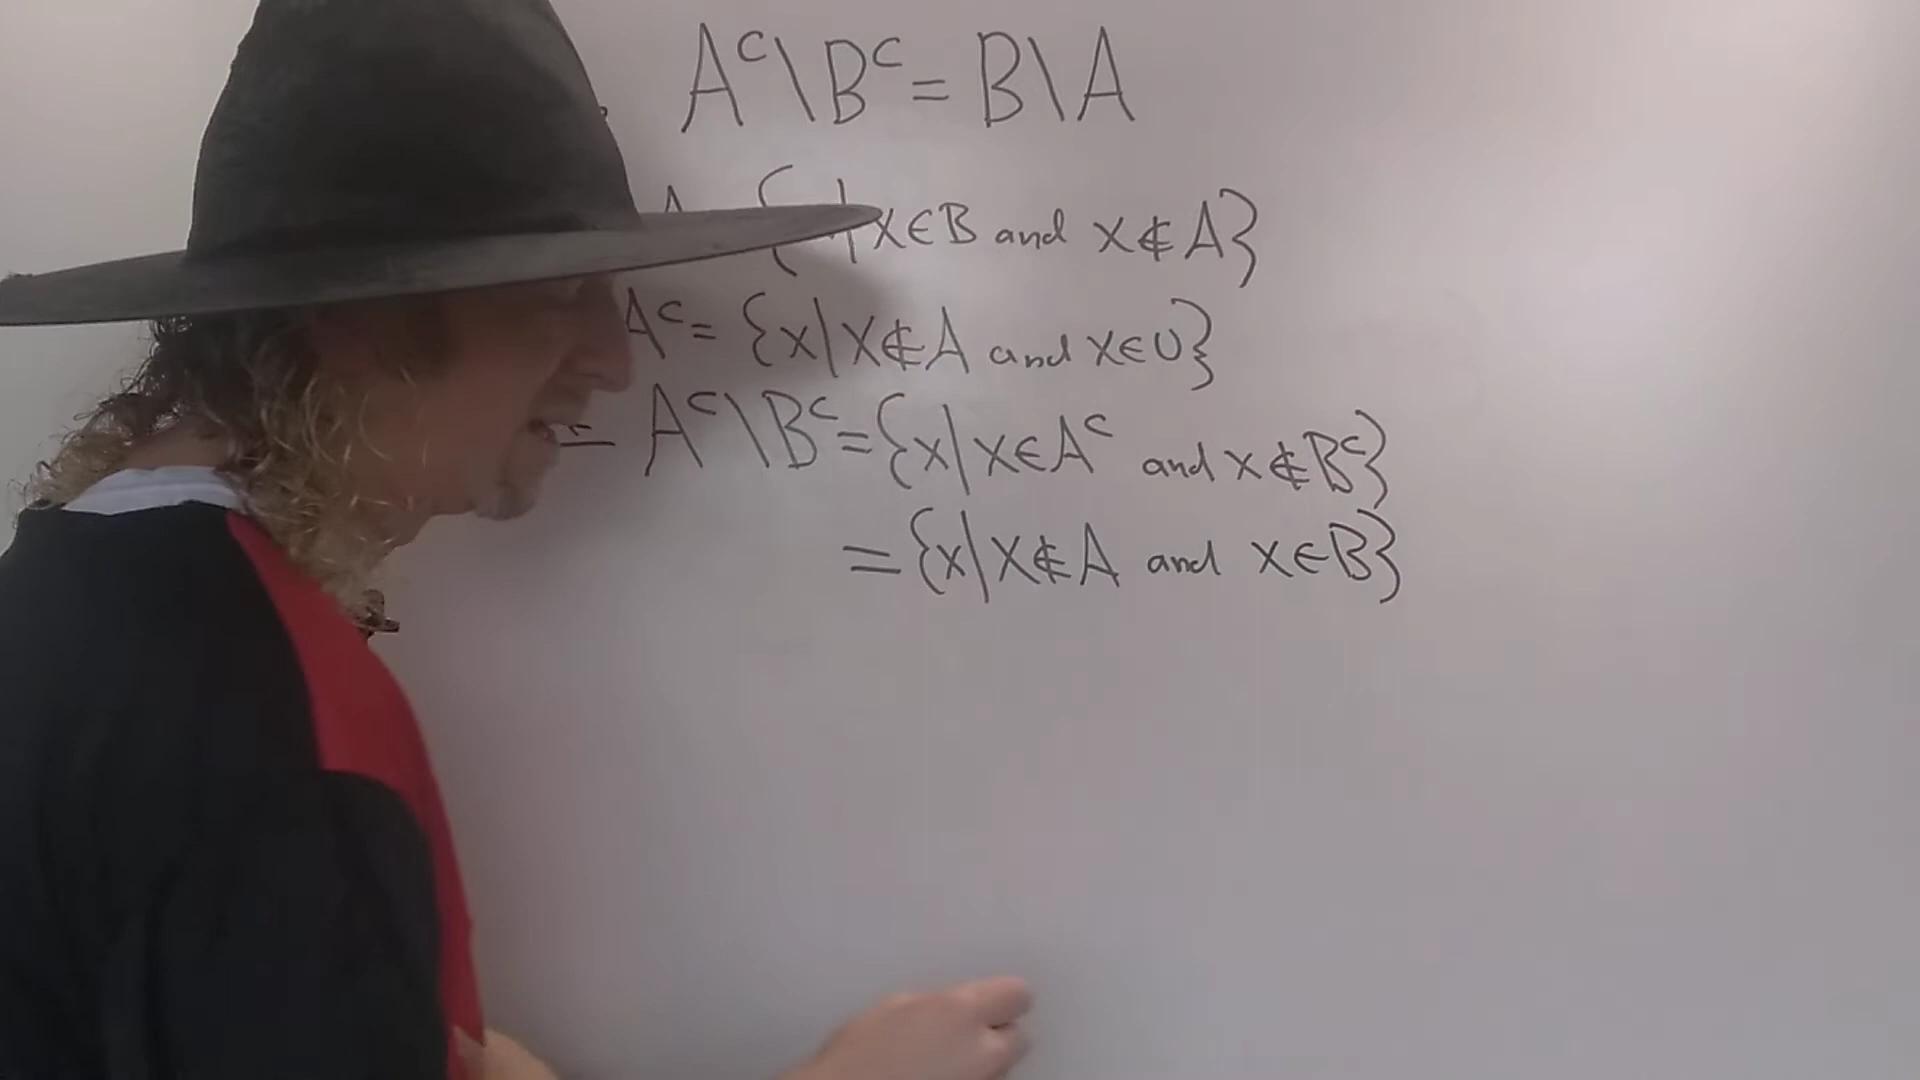 A^c\B^c = B\A
{ | x∈B and x∉A}
A^c = {x|x∉A and x∈U}
= A^c\B^c = {x|x∈A^c and x∉B^c}
= {x|x∉A and x∈B}